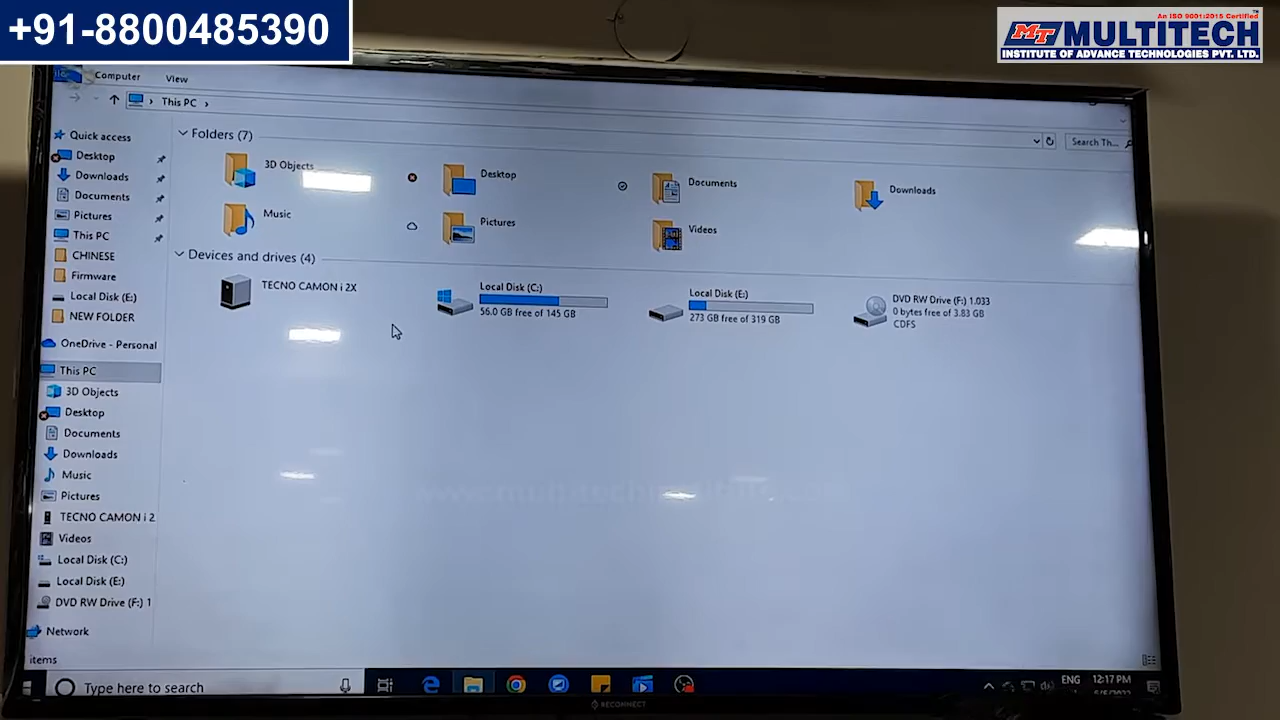 +91-8800485390
An ISO 9001:2015 Certified
MT MULTITECH
INSTITUTE OF ADVANCE TECHNOLOGIES PVT. LTD.
Computer View
This PC
Search Th...
Quick access
Desktop
Downloads
Documents
Pictures
This PC
CHINESE
Firmware
Local Disk (E:)
NEW FOLDER
OneDrive - Personal
This PC
3D Objects
Desktop
Documents
Downloads
Music
Pictures
TECNO CAMON i 2
Videos
Local Disk (C:)
Local Disk (E:)
DVD RW Drive (F:) 1
Network
items
Folders (7)
3D Objects
Desktop
Documents
Downloads
Music
Pictures
Videos
Devices and drives (4)
TECNO CAMON i 2X
Local Disk (C:)
56.0 GB free of 145 GB
Local Disk (E:)
273 GB free of 319 GB
DVD RW Drive (F:) 1.033
0 bytes free of 3.83 GB
CDFS
Type here to search
ENG
12:17 PM
RECONNECT